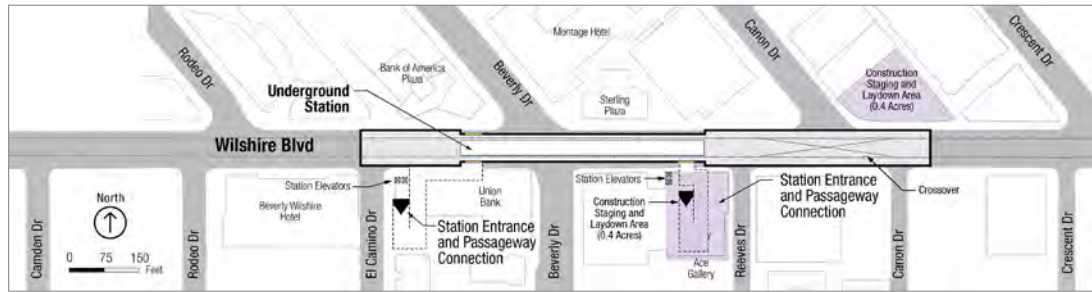 Rodeo Dr
Bank of America
Plaza
Underground
Station
Beverly Dr
Montage Hotel
Sterling
Plaza
Canon Dr
Construction
Staging and
Laydown Area
(0.4 Acres)
Crescent Dr
Wilshire Blvd
North
0 75 150
Feet
Camden Dr
Rodeo Dr
Station Elevators
Beverly Wilshire
Hotel
El Camino Dr
Union
Bank
Station Entrance
and Passageway
Connection
Beverly Dr
Station Elevators
Construction
Staging and
Laydown Area
(0.4 Acres)
Ace
Gallery
Reeves Dr
Station Entrance
and Passageway
Connection
Crossover
Canon Dr
Crescent Dr